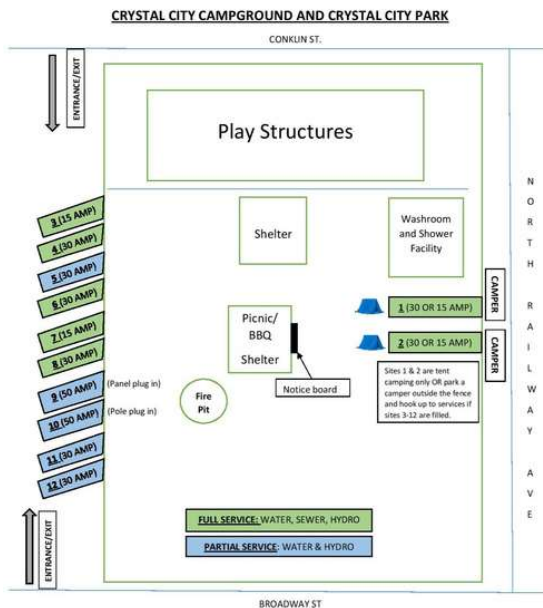 CRYSTAL CITY CAMPGROUND AND CRYSTAL CITY PARK
CONKLIN ST.
ENTRANCE/EXIT
Play Structures
3 (15 AMP)
4 (30 AMP)
5 (30 AMP)
6 (30 AMP)
7 (15 AMP)
8 (30 AMP)
9 (50 AMP)
(Panel plug in)
10 (50 AMP)
(Pole plug in)
11 (30 AMP)
12 (30 AMP)
Shelter
Washroom
and Shower
Facility
1 (30 OR 15 AMP)
CAMPER
2 (30 OR 15 AMP)
CAMPER
Picnic/
BBQ
Shelter
Notice board
Fire
Pit
Sites 1 & 2 are tent
camping only OR park a
camper outside the fence
and hook up to services if
sites 3-12 are filled.
NORTH RAILWAY AVE
FULL SERVICE: WATER, SEWER, HYDRO
PARTIAL SERVICE: WATER & HYDRO
ENTRANCE/EXIT
BROADWAY ST